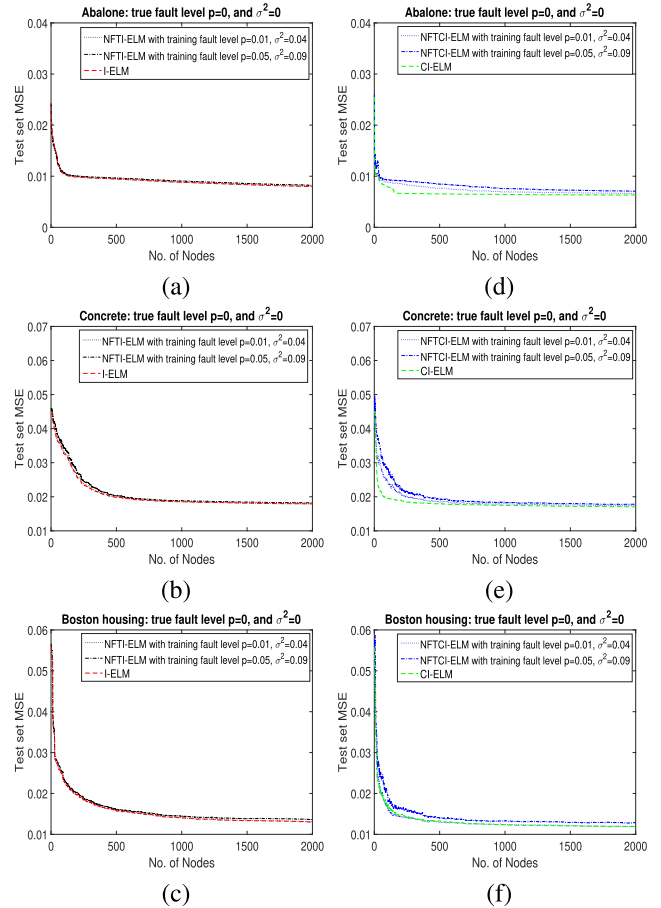 Abalone: true fault level p=0, and σ²=0
NFTI-ELM with training fault level p=0.01, σ²=0.04
NFTI-ELM with training fault level p=0.05, σ²=0.09
I-ELM
Test set MSE
0.04
0.03
0.02
0.01
0
0 500 1000 1500 2000
No. of Nodes
(a)
Abalone: true fault level p=0, and σ²=0
NFTCI-ELM with training fault level p=0.01, σ²=0.04
NFTCI-ELM with training fault level p=0.05, σ²=0.09
CI-ELM
Test set MSE
0.04
0.03
0.02
0.01
0
0 500 1000 1500 2000
No. of Nodes
(d)
Concrete: true fault level p=0, and σ²=0
NFTI-ELM with training fault level p=0.01, σ²=0.04
NFTI-ELM with training fault level p=0.05, σ²=0.09
I-ELM
Test set MSE
0.07
0.06
0.05
0.04
0.03
0.02
0.01
0 500 1000 1500 2000
No. of Nodes
(b)
Concrete: true fault level p=0, and σ²=0
NFTCI-ELM with training fault level p=0.01, σ²=0.04
NFTCI-ELM with training fault level p=0.05, σ²=0.09
CI-ELM
Test set MSE
0.07
0.06
0.05
0.04
0.03
0.02
0.01
0 500 1000 1500 2000
No. of Nodes
(e)
Boston housing: true fault level p=0, and σ²=0
NFTI-ELM with training fault level p=0.01, σ²=0.04
NFTI-ELM with training fault level p=0.05, σ²=0.09
I-ELM
Test set MSE
0.06
0.05
0.04
0.03
0.02
0.01
0 500 1000 1500 2000
No. of Nodes
(c)
Boston housing: true fault level p=0, and σ²=0
NFTCI-ELM with training fault level p=0.01, σ²=0.04
NFTCI-ELM with training fault level p=0.05, σ²=0.09
CI-ELM
Test set MSE
0.06
0.05
0.04
0.03
0.02
0.01
0 500 1000 1500 2000
No. of Nodes
(f)